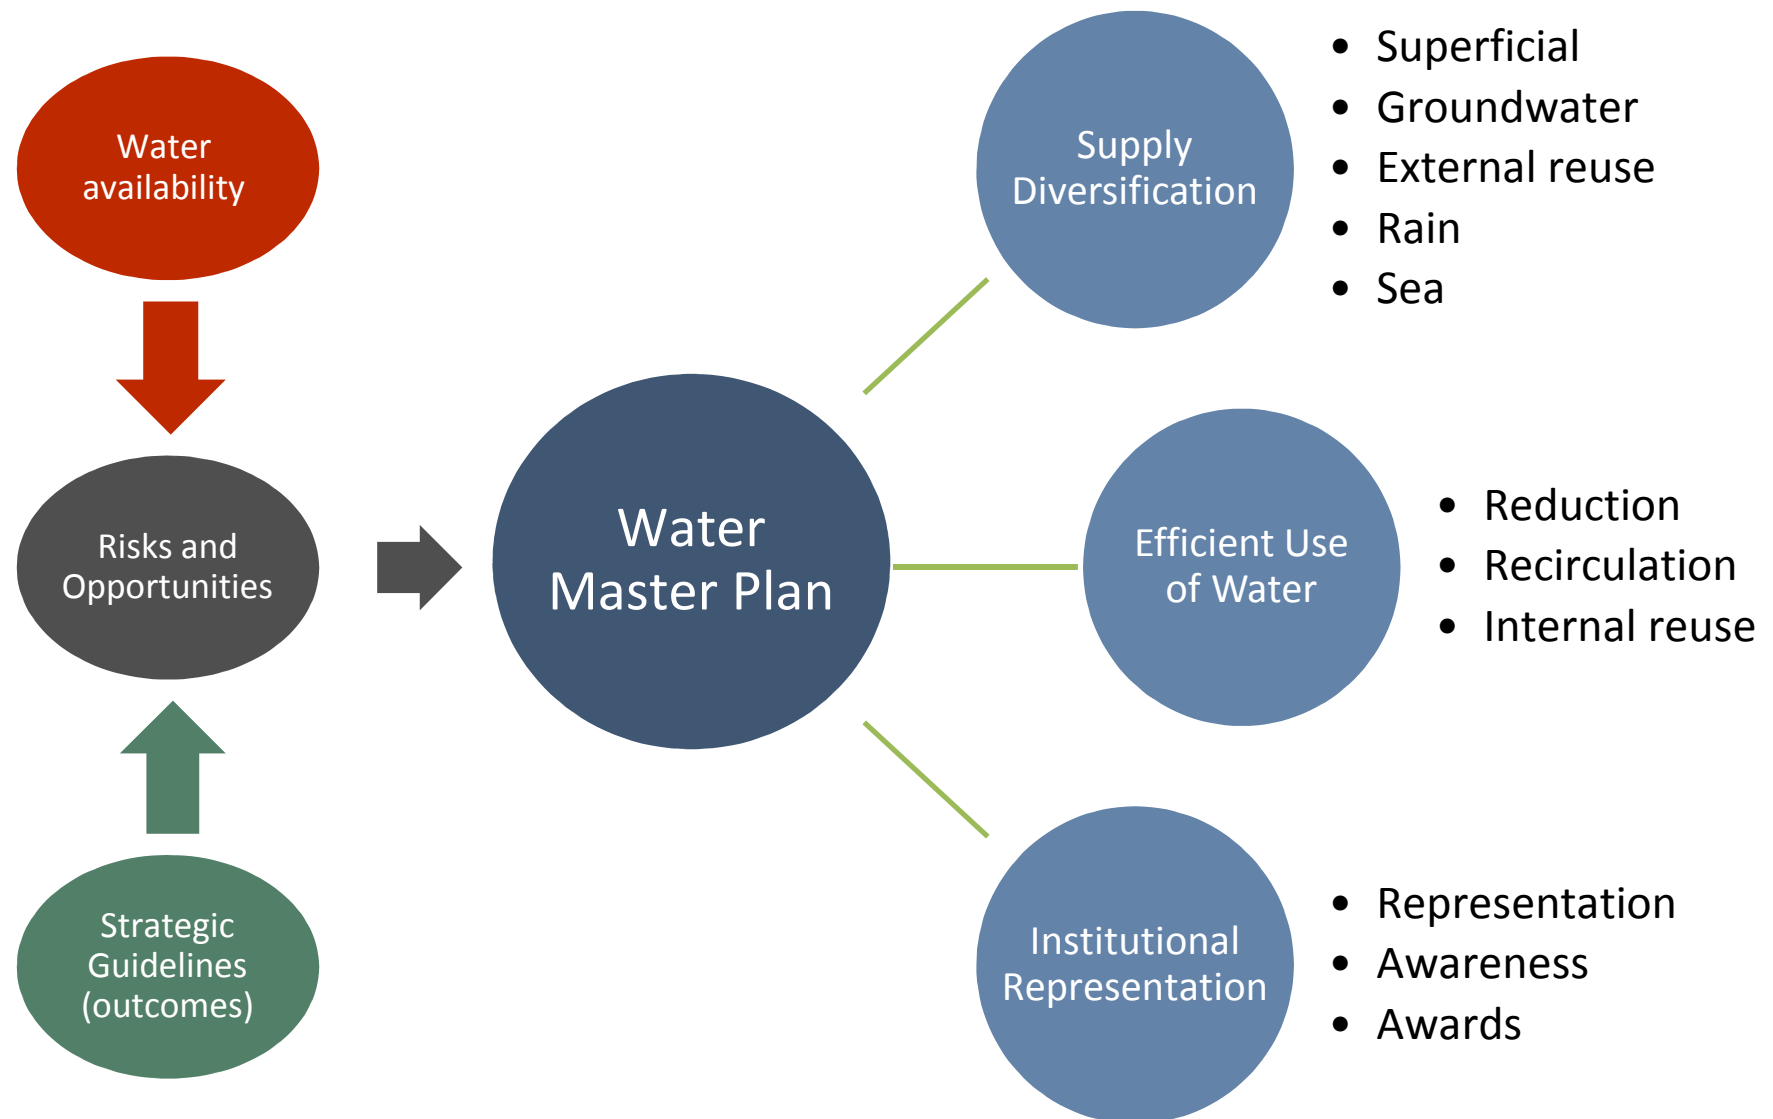 Water
availability
Risks and
Opportunities
Strategic
Guidelines
(outcomes)
Water
Master Plan
Supply
Diversification
• Superficial
• Groundwater
• External reuse
• Rain
• Sea
Efficient Use
of Water
• Reduction
• Recirculation
• Internal reuse
Institutional
Representation
• Representation
• Awareness
• Awards